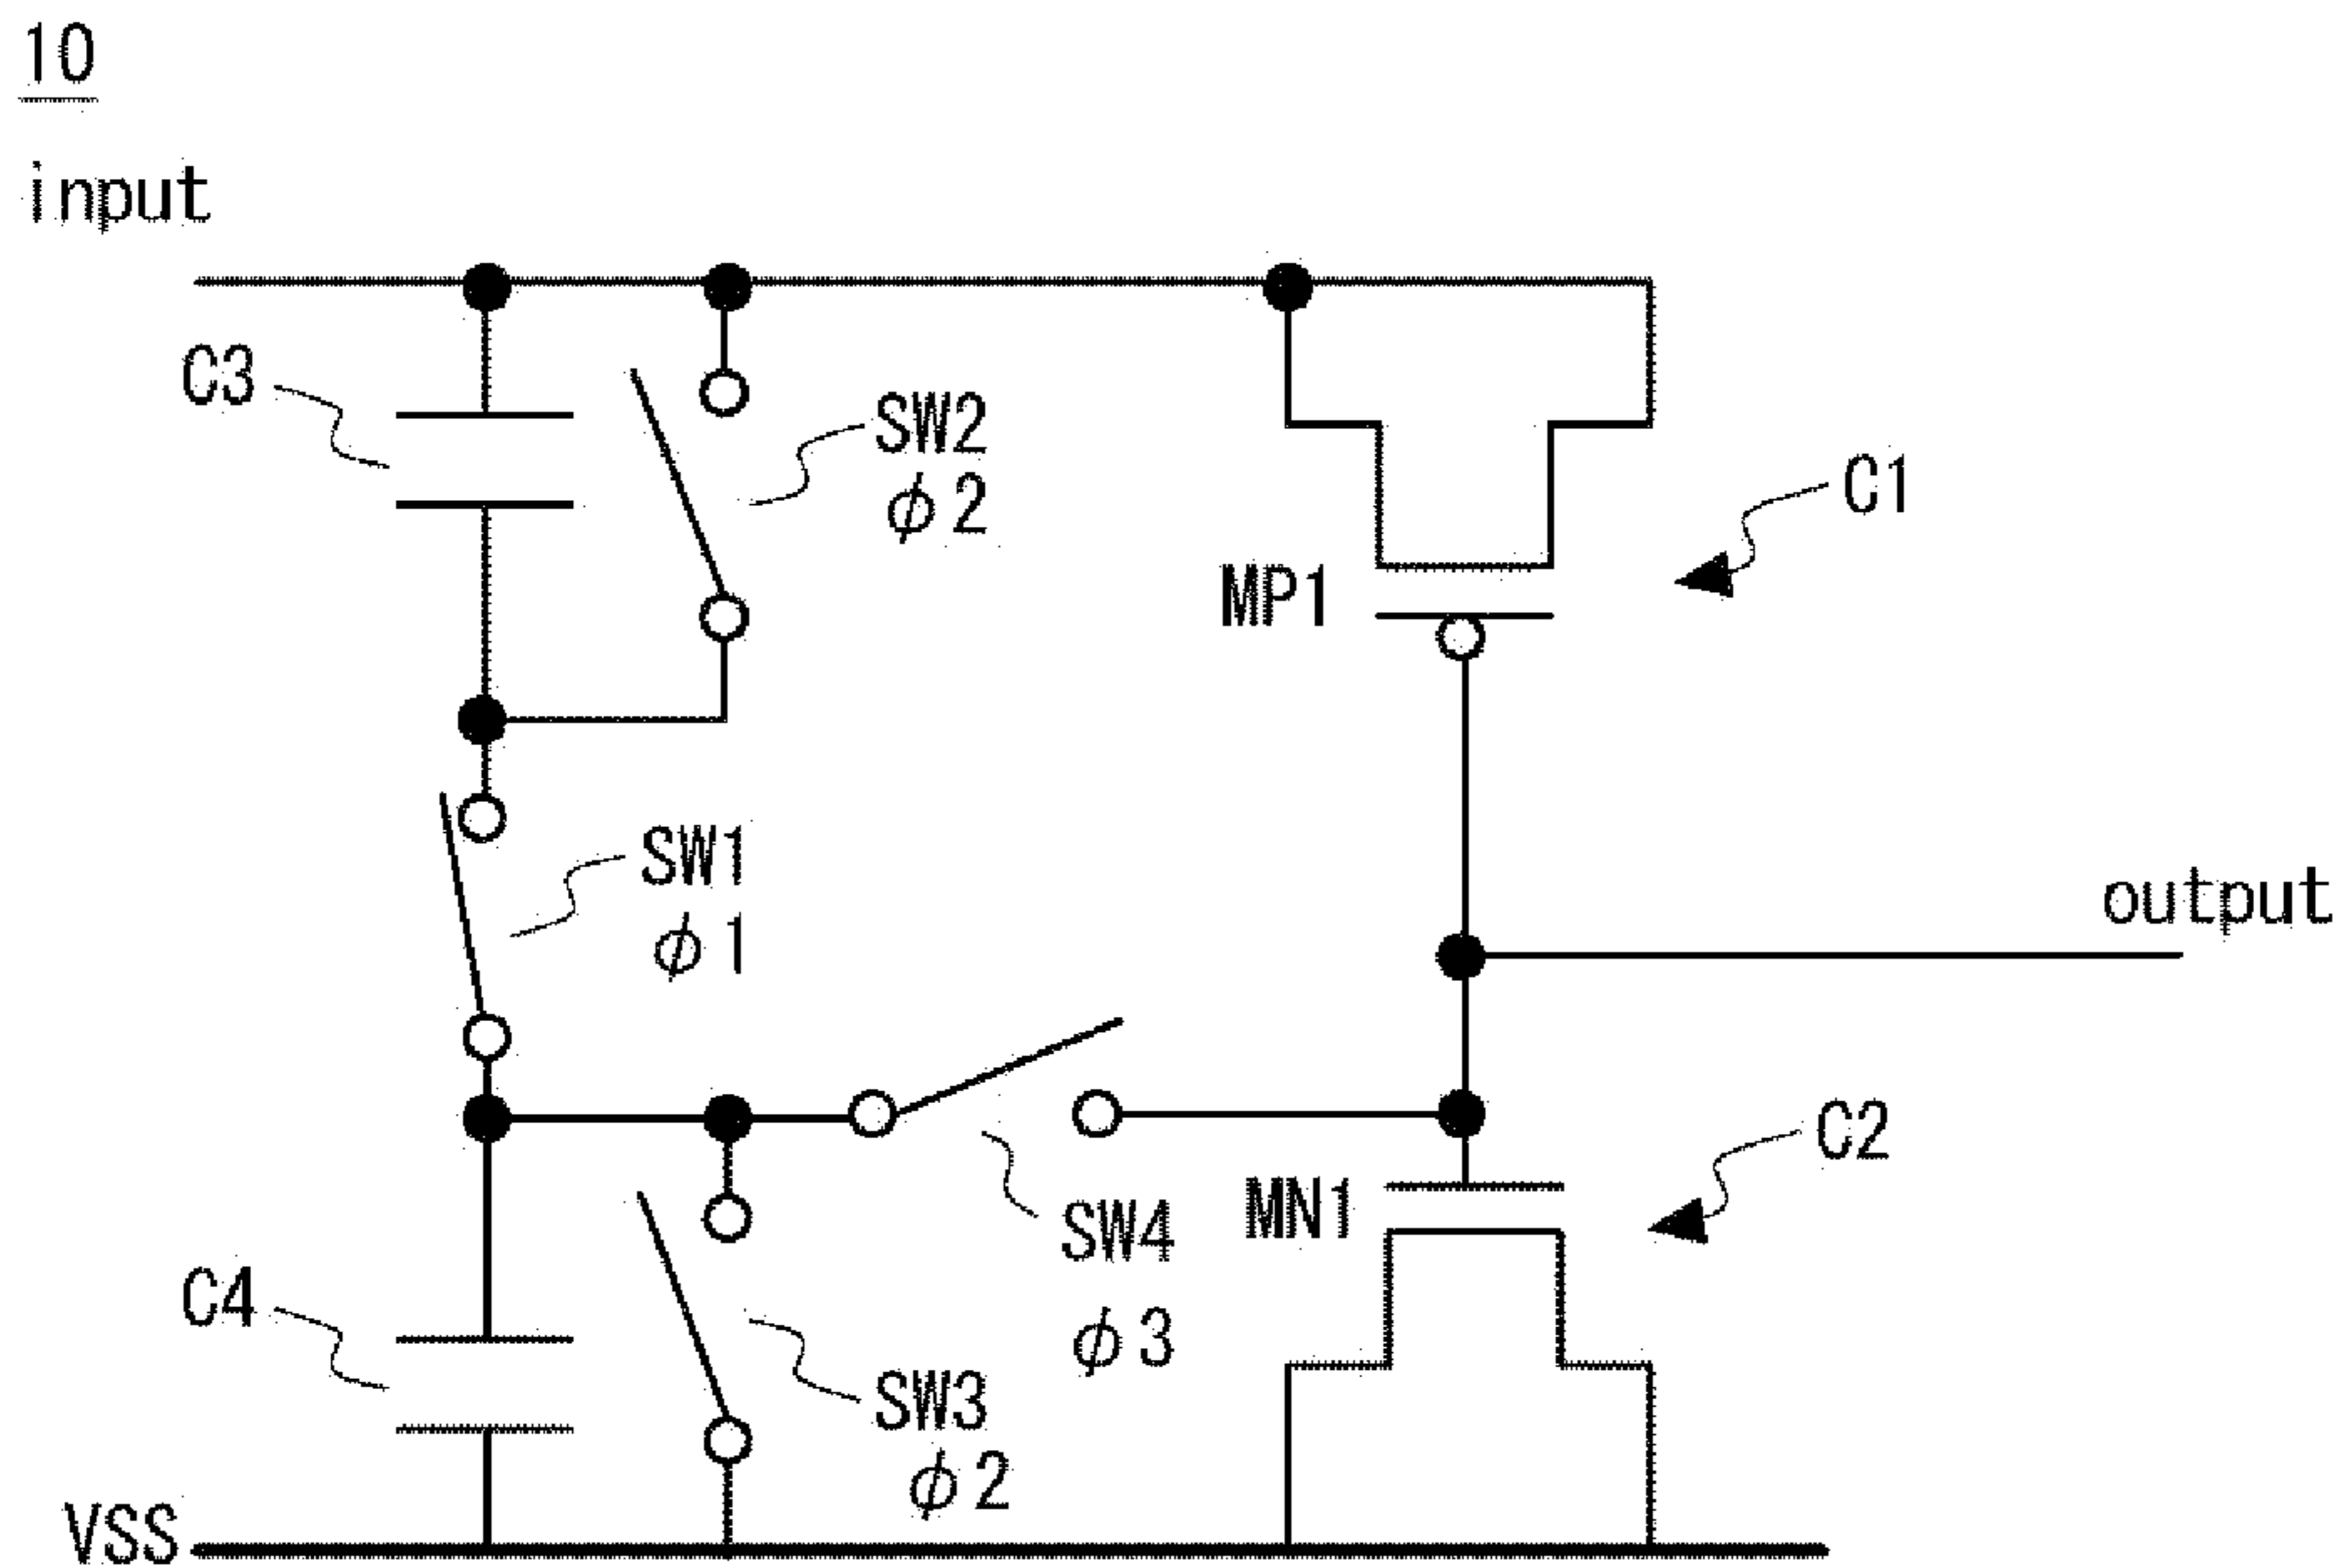 10
input
C3
SW2
φ2
C1
MP1
SW1
φ1
output
C2
MN1
SW4
φ3
C4
SW3
φ2
VSS